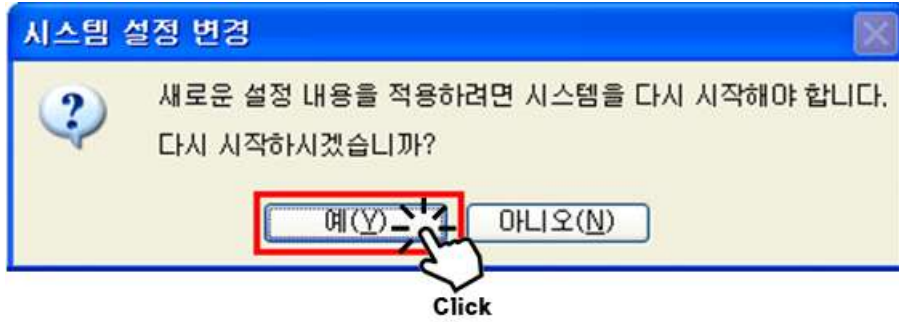 시스템 설정 변경
새로운 설정 내용을 적용하려면 시스템을 다시 시작해야 합니다.
다시 시작하시겠습니까?
예(Y) 아니오(N)
Click